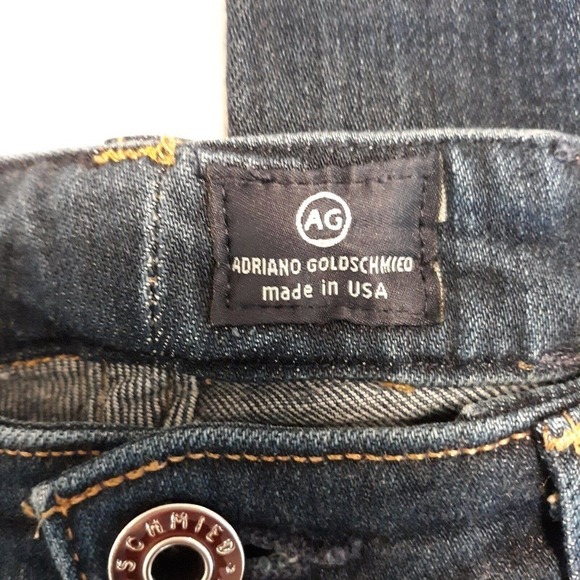 AG
ADRIANO GOLDSCHMIED
made in USA
SCHMIED